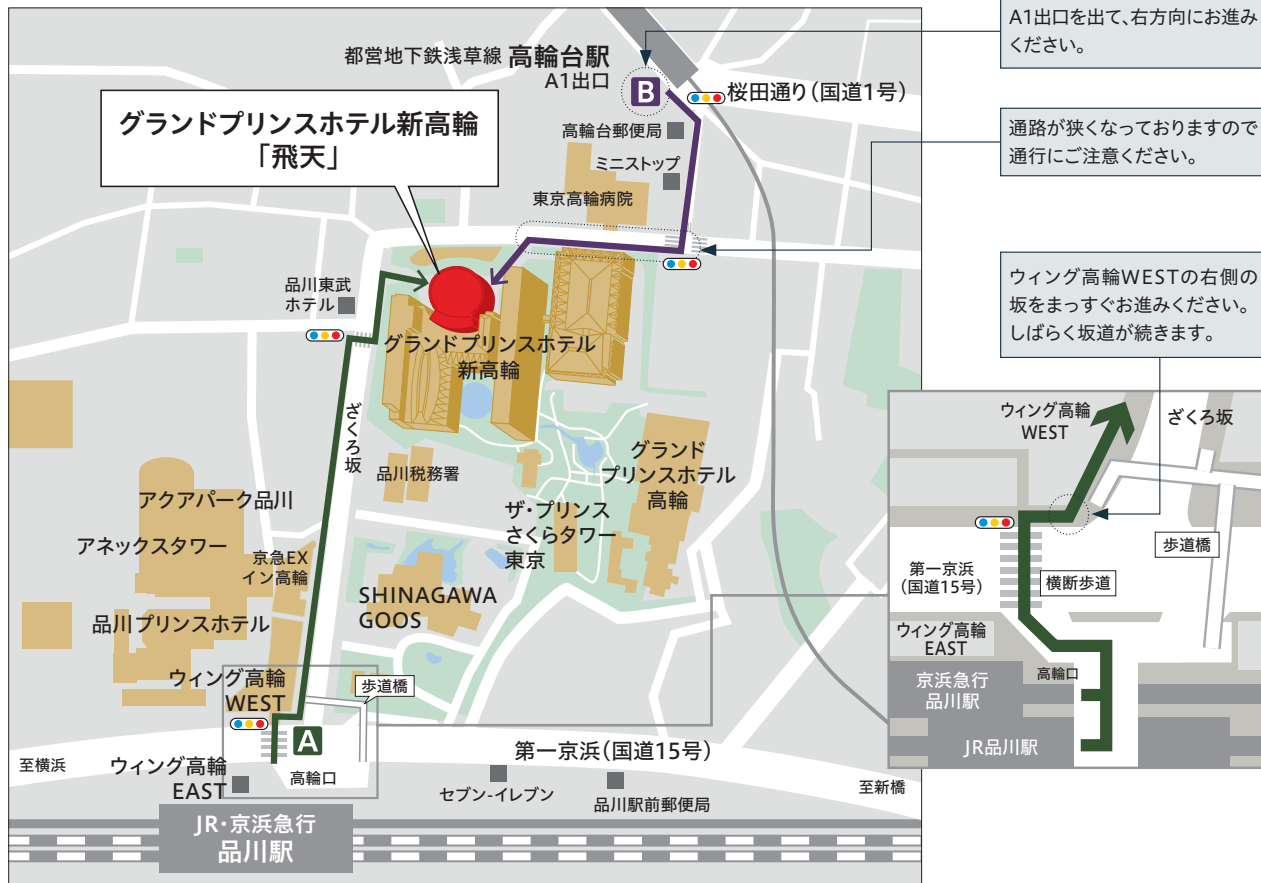 A1出口を出て、右方向にお進み
ください。
都営地下鉄浅草線 高輪台駅
A1出口
B
桜田通り(国道1号)
グランドプリンスホテル新高輪
「飛天」
高輪台郵便局
通路が狭くなっておりますので
通行にご注意ください。
ミニストップ
東京高輪病院
品川東武
ホテル
ウィング高輪WESTの右側の
坂をまっすぐお進みください。
しばらく坂道が続きます。
グランドプリンスホテル
新高輪
ざくろ坂
品川税務署
グランド
プリンスホテル
高輪
ザ・プリンス
さくらタワー
東京
アクアパーク品川
アネックスタワー
京急EX
イン高輪
SHINAGAWA
GOOS
品川プリンスホテル
ウィング高輪
WEST
歩道橋
A
第一京浜(国道15号)
至横浜
ウィング高輪
EAST
高輪口
セブン-イレブン
品川駅前郵便局
至新橋
JR・京浜急行
品川駅
ウィング高輪
WEST
ざくろ坂
歩道橋
第一京浜
(国道15号)
横断歩道
ウィング高輪
EAST
高輪口
京浜急行
品川駅
JR品川駅